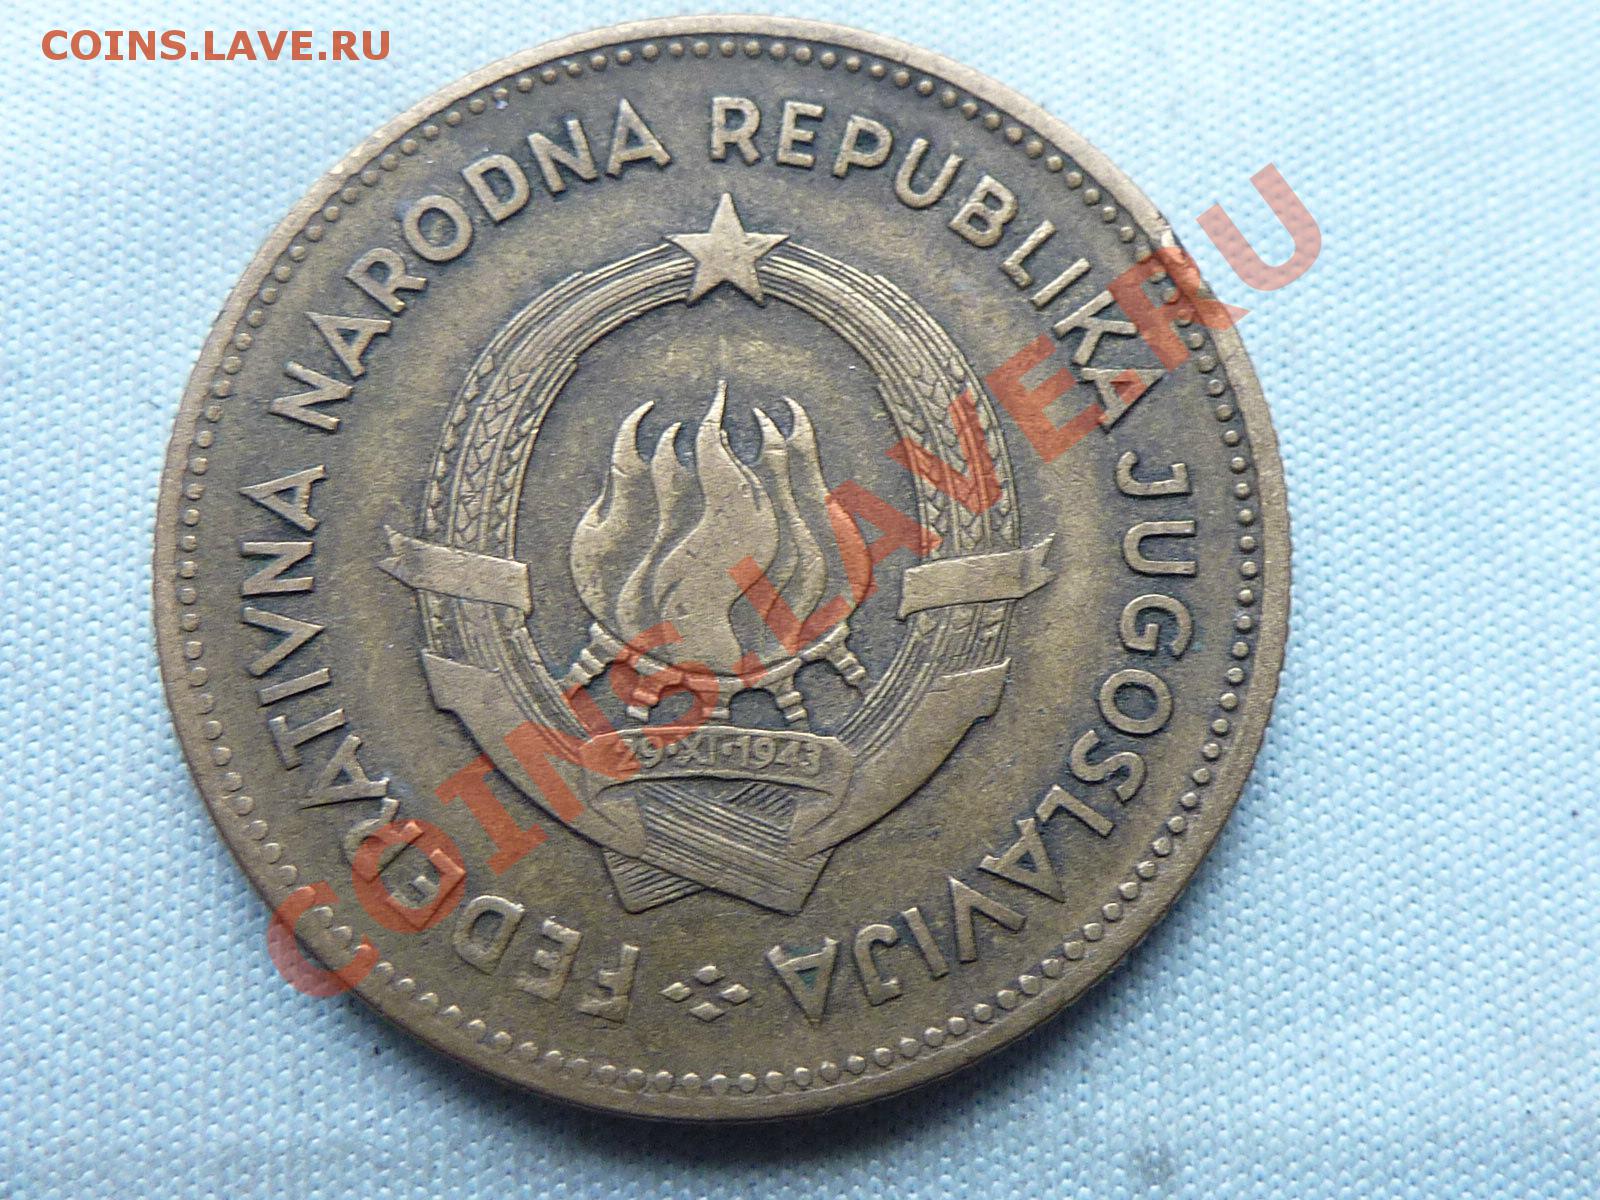 COINS.LAVE.RU
FEDERATIVNA NARODNA REPUBLIKA JUGOSLAVIJA
29·XI·1943
COINS.LAVE.RU